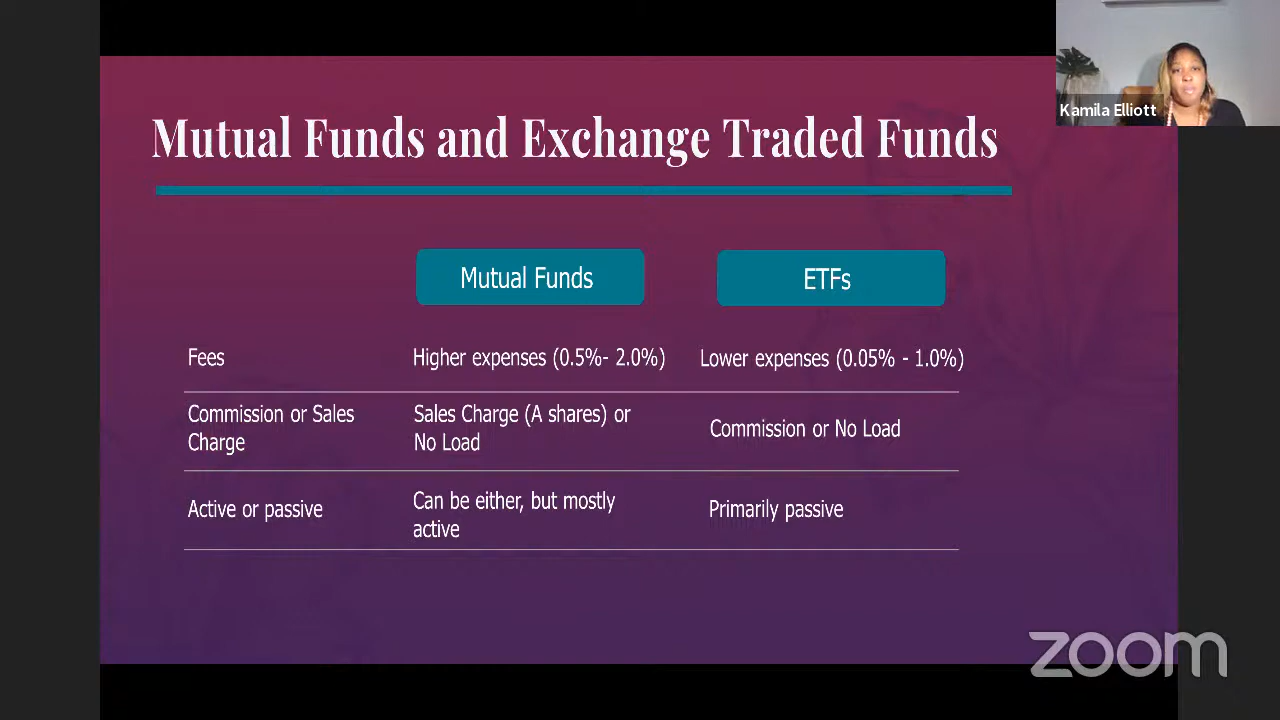 Kamila Elliott
Mutual Funds and Exchange Traded Funds
Mutual Funds
ETFs
Fees
Higher expenses (0.5%- 2.0%)
Lower expenses (0.05% - 1.0%)
Commission or Sales
Charge
Sales Charge (A shares) or
No Load
Commission or No Load
Active or passive
Can be either, but mostly
active
Primarily passive
zoom